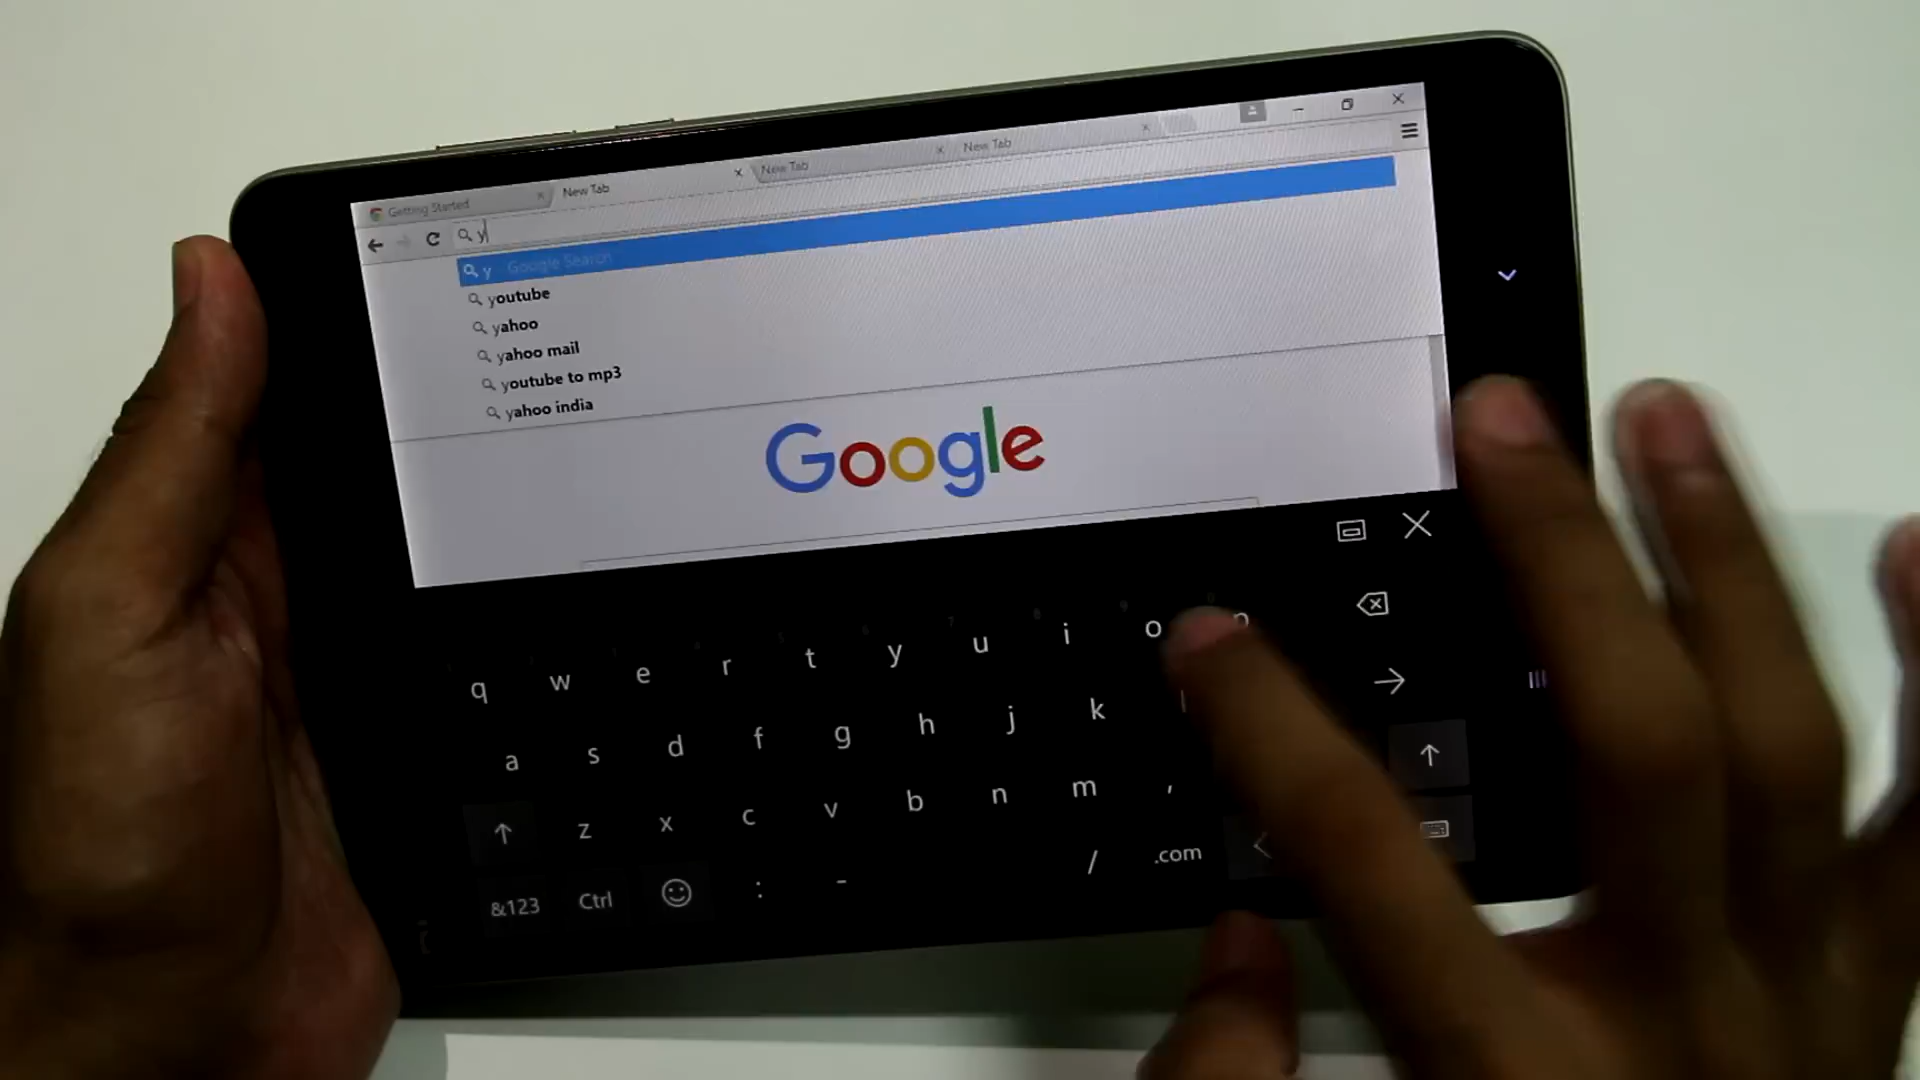 Getting Started
New Tab
New Tab
New Tab
y
y Google Search
youtube
yahoo
yahoo mail
youtube to mp3
yahoo india
Google
q w e r t y u i o p
a s d f g h j k
z x c v b n m ,
&123 Ctrl : - / .com